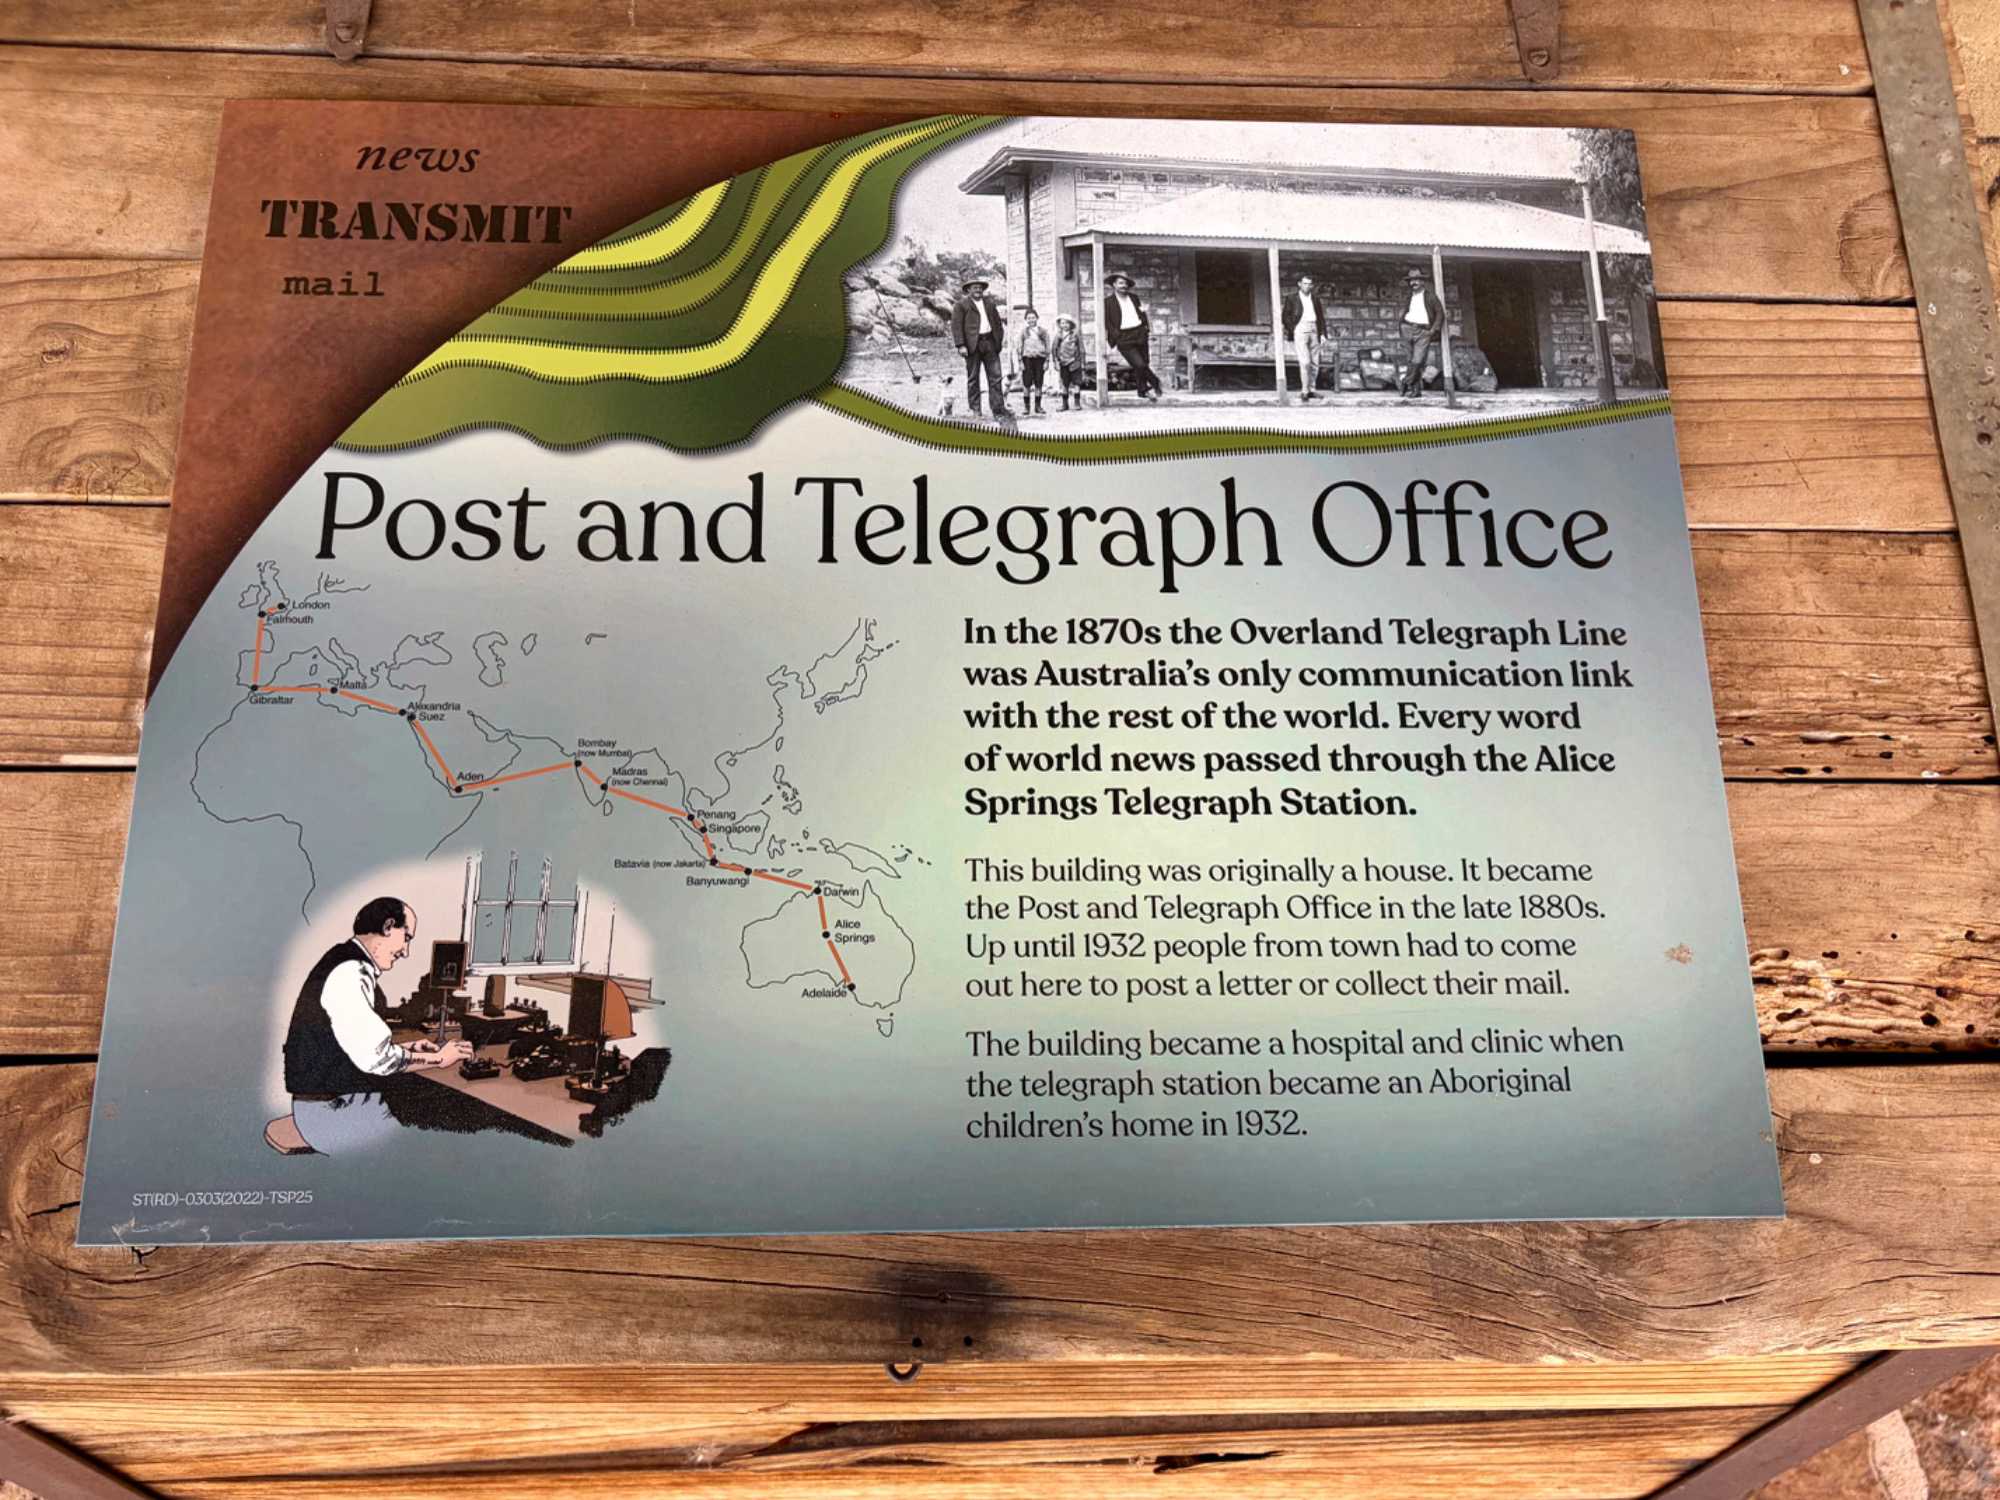 news
TRANSMIT
mail
Post and Telegraph Office
London
Falmouth
Gibraltar
Malta
Alexandria
Suez
Aden
Bombay
(now Mumbai)
Madras
(now Chennai)
Penang
Singapore
Batavia (now Jakarta)
Banyuwangi
Darwin
Alice
Springs
Adelaide
In the 1870s the Overland Telegraph Line
was Australia's only communication link
with the rest of the world. Every word
of world news passed through the Alice
Springs Telegraph Station.
This building was originally a house. It became
the Post and Telegraph Office in the late 1880s.
Up until 1932 people from town had to come
out here to post a letter or collect their mail.
The building became a hospital and clinic when
the telegraph station became an Aboriginal
children's home in 1932.
ST(RD)-0303(2022)-TSP25